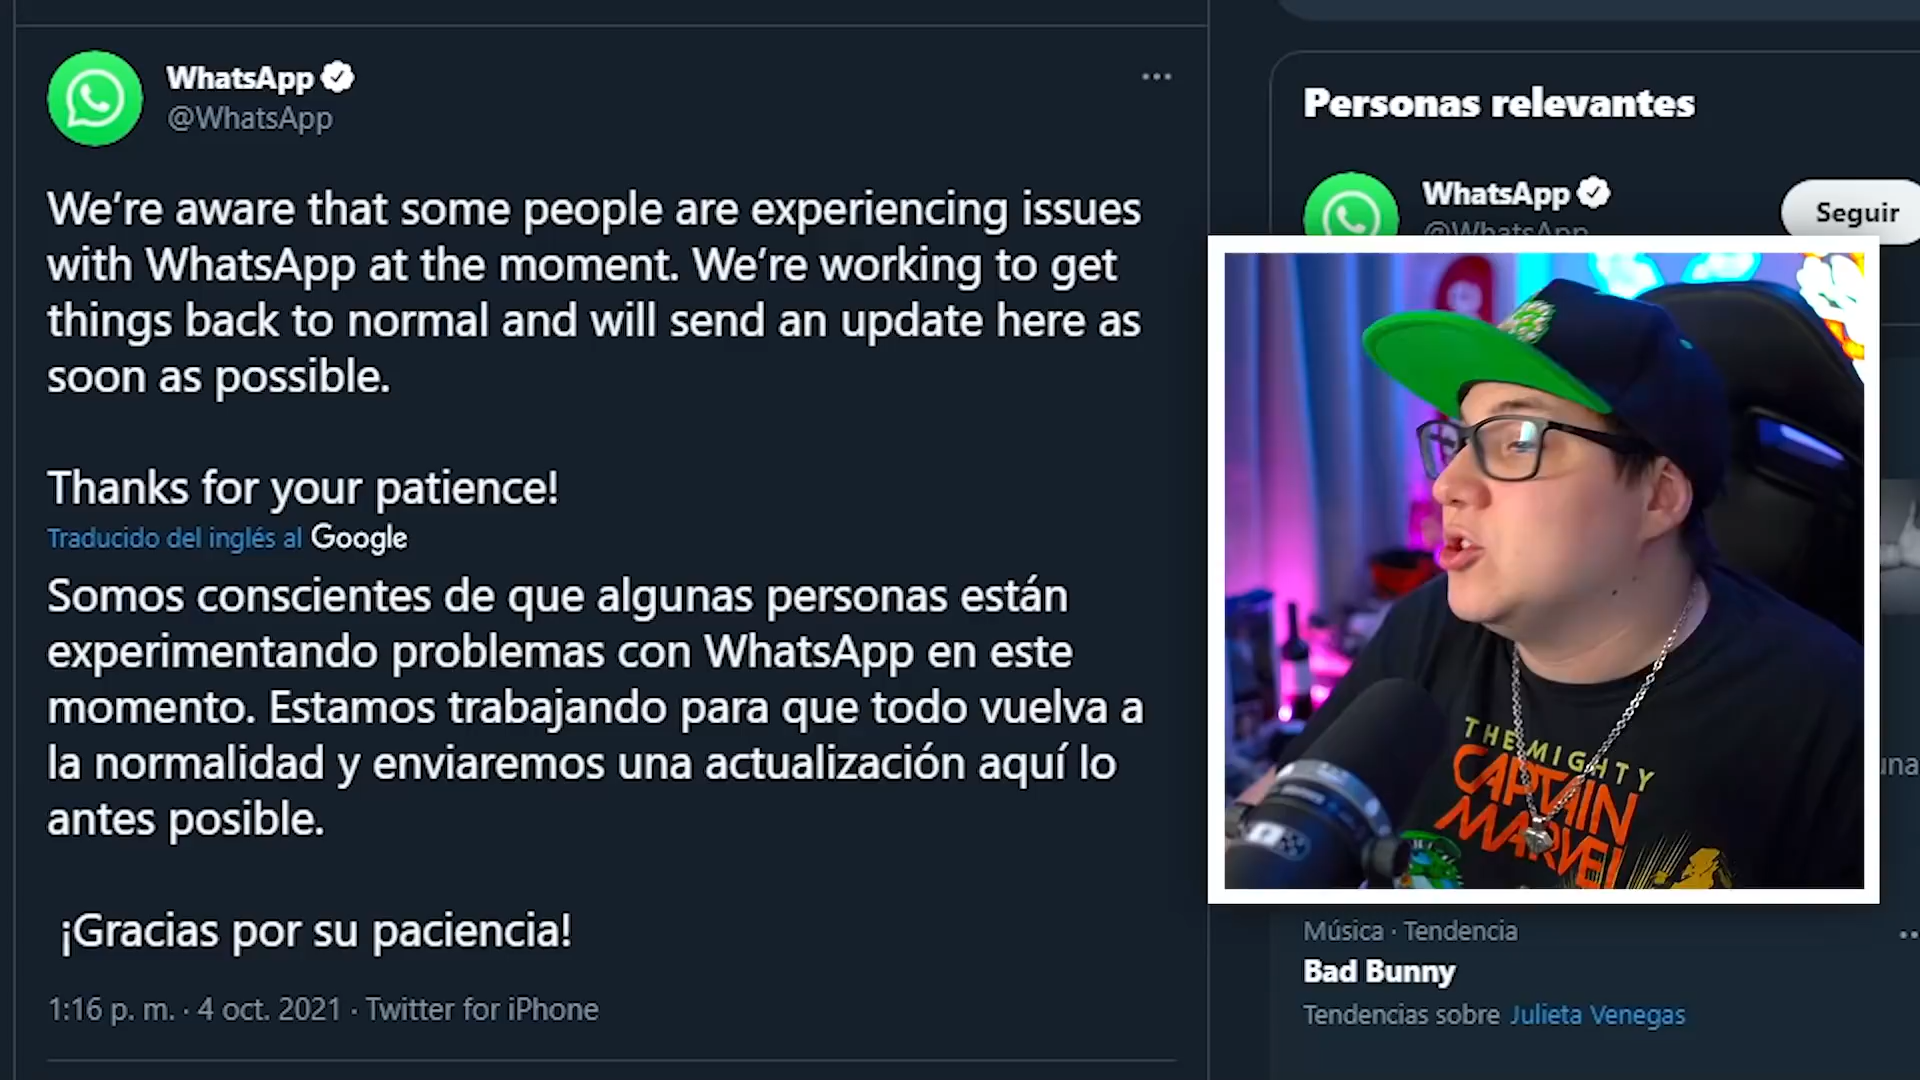 WhatsApp
@WhatsApp
We're aware that some people are experiencing issues
with WhatsApp at the moment. We're working to get
things back to normal and will send an update here as
soon as possible.
Thanks for your patience!
Traducido del inglés al Google
Somos conscientes de que algunas personas están
experimentando problemas con WhatsApp en este
momento. Estamos trabajando para que todo vuelva a
la normalidad y enviaremos una actualización aquí lo
antes posible.
¡Gracias por su paciencia!
1:16 p. m. · 4 oct. 2021 · Twitter for iPhone
Personas relevantes
WhatsApp
@WhatsApp
Seguir
THE MIGHTY
CAPTAIN
MARVEL
Música · Tendencia
Bad Bunny
Tendencias sobre Julieta Venegas